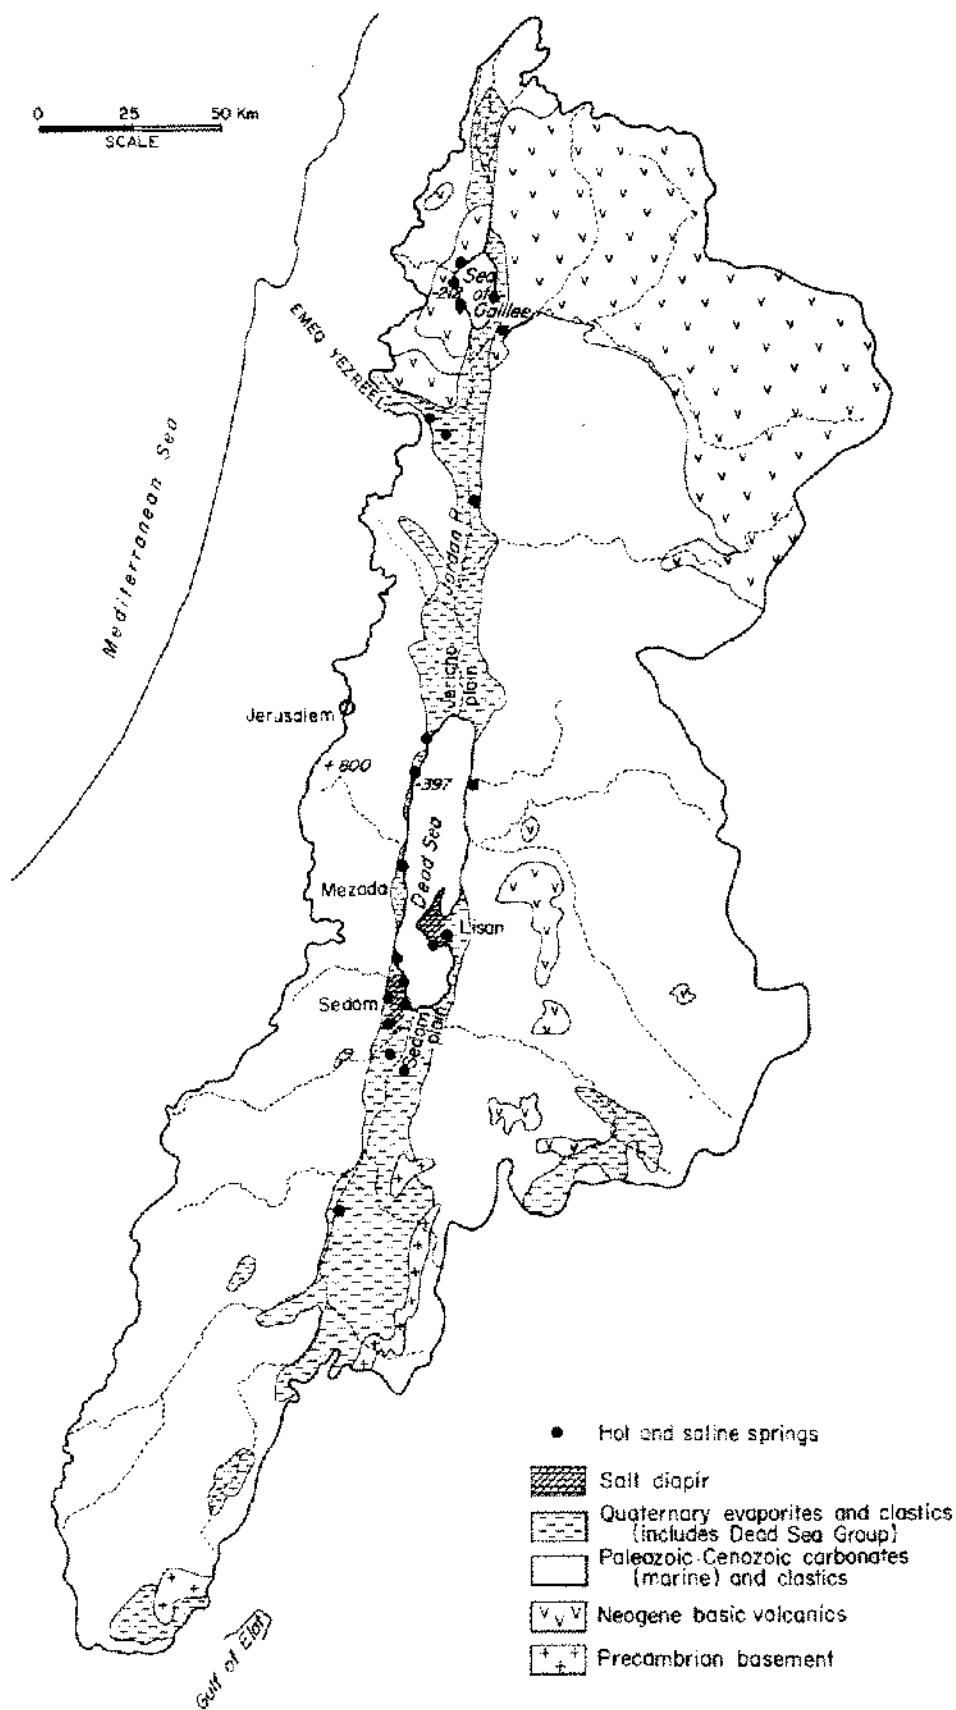 0 25 50 Km
SCALE
Sea
-212 of
Galilee
EMEQ YEZREEL
Mediterranean Sea
Jordan R.
Jericho
plain
Jerusalem
+ 800
-397
Dead Sea
Mezada
Lisan
Sedom
Sedom
plain
Gulf of Elat
Hot and saline springs
Salt diapir
Quaternary evaporites and clastics
(includes Dead Sea Group)
Paleozoic-Cenozoic carbonates
(marine) and clastics
Neogene basic volcanics
Precambrian basement